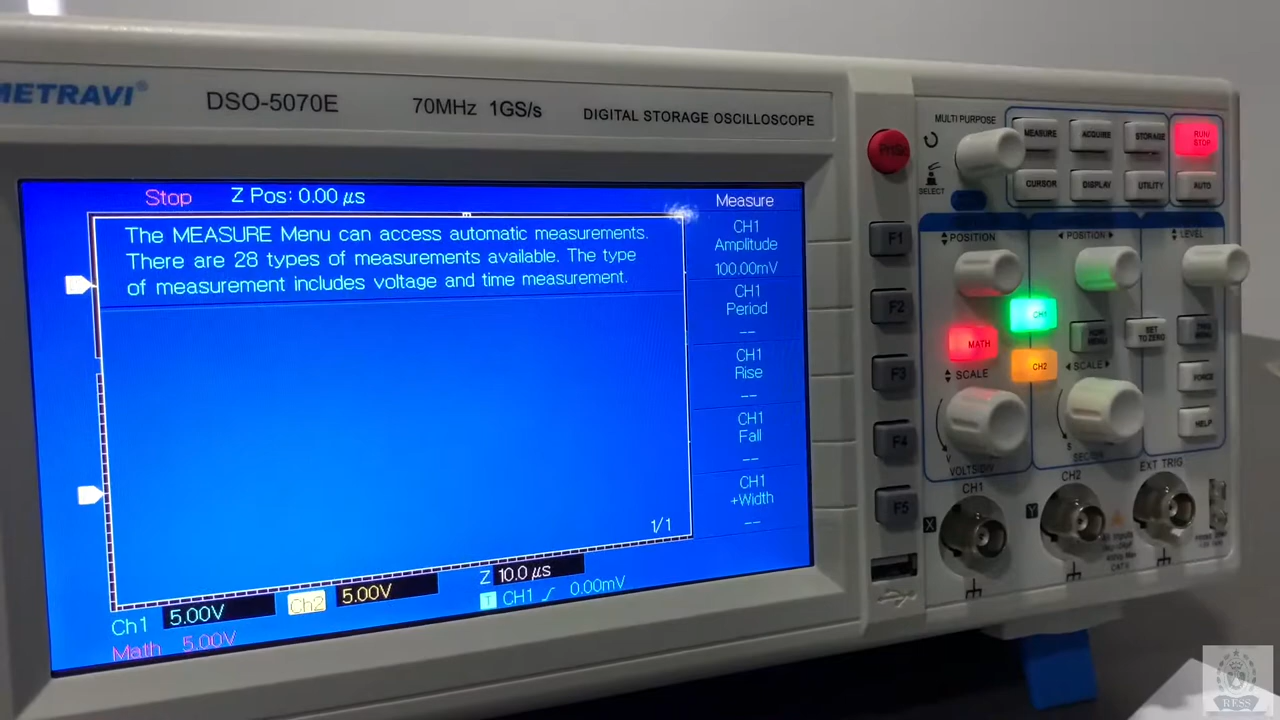 METRAVI®
DSO-5070E
70MHz 1GS/s
DIGITAL STORAGE OSCILLOSCOPE
Stop
Z Pos: 0.00 μs
Measure
The MEASURE Menu can access automatic measurements.
There are 28 types of measurements available. The type
of measurement includes voltage and time measurement.
1/1
CH1
Amplitude
100.00mV
CH1
Period
--
CH1
Rise
--
CH1
Fall
--
CH1
+Width
--
Ch1 5.00V
Ch2 5.00V
Z 10.0 μs
T CH1 0.00mV
Math 5.00V
PrtSc
F1
F2
F3
F4
F5
MULTI PURPOSE
SELECT
MEASURE
ACQUIRE
STORAGE
RUN/
STOP
CURSOR
DISPLAY
UTILITY
AUTO
POSITION
POSITION
LEVEL
CH1
MATH
CH2
SET
TO ZERO
SCALE
SCALE
FORCE
HELP
V VOLTS/DIV
S SEC/DIV
CH1
CH2
EXT TRIG
X
Y
RFSS